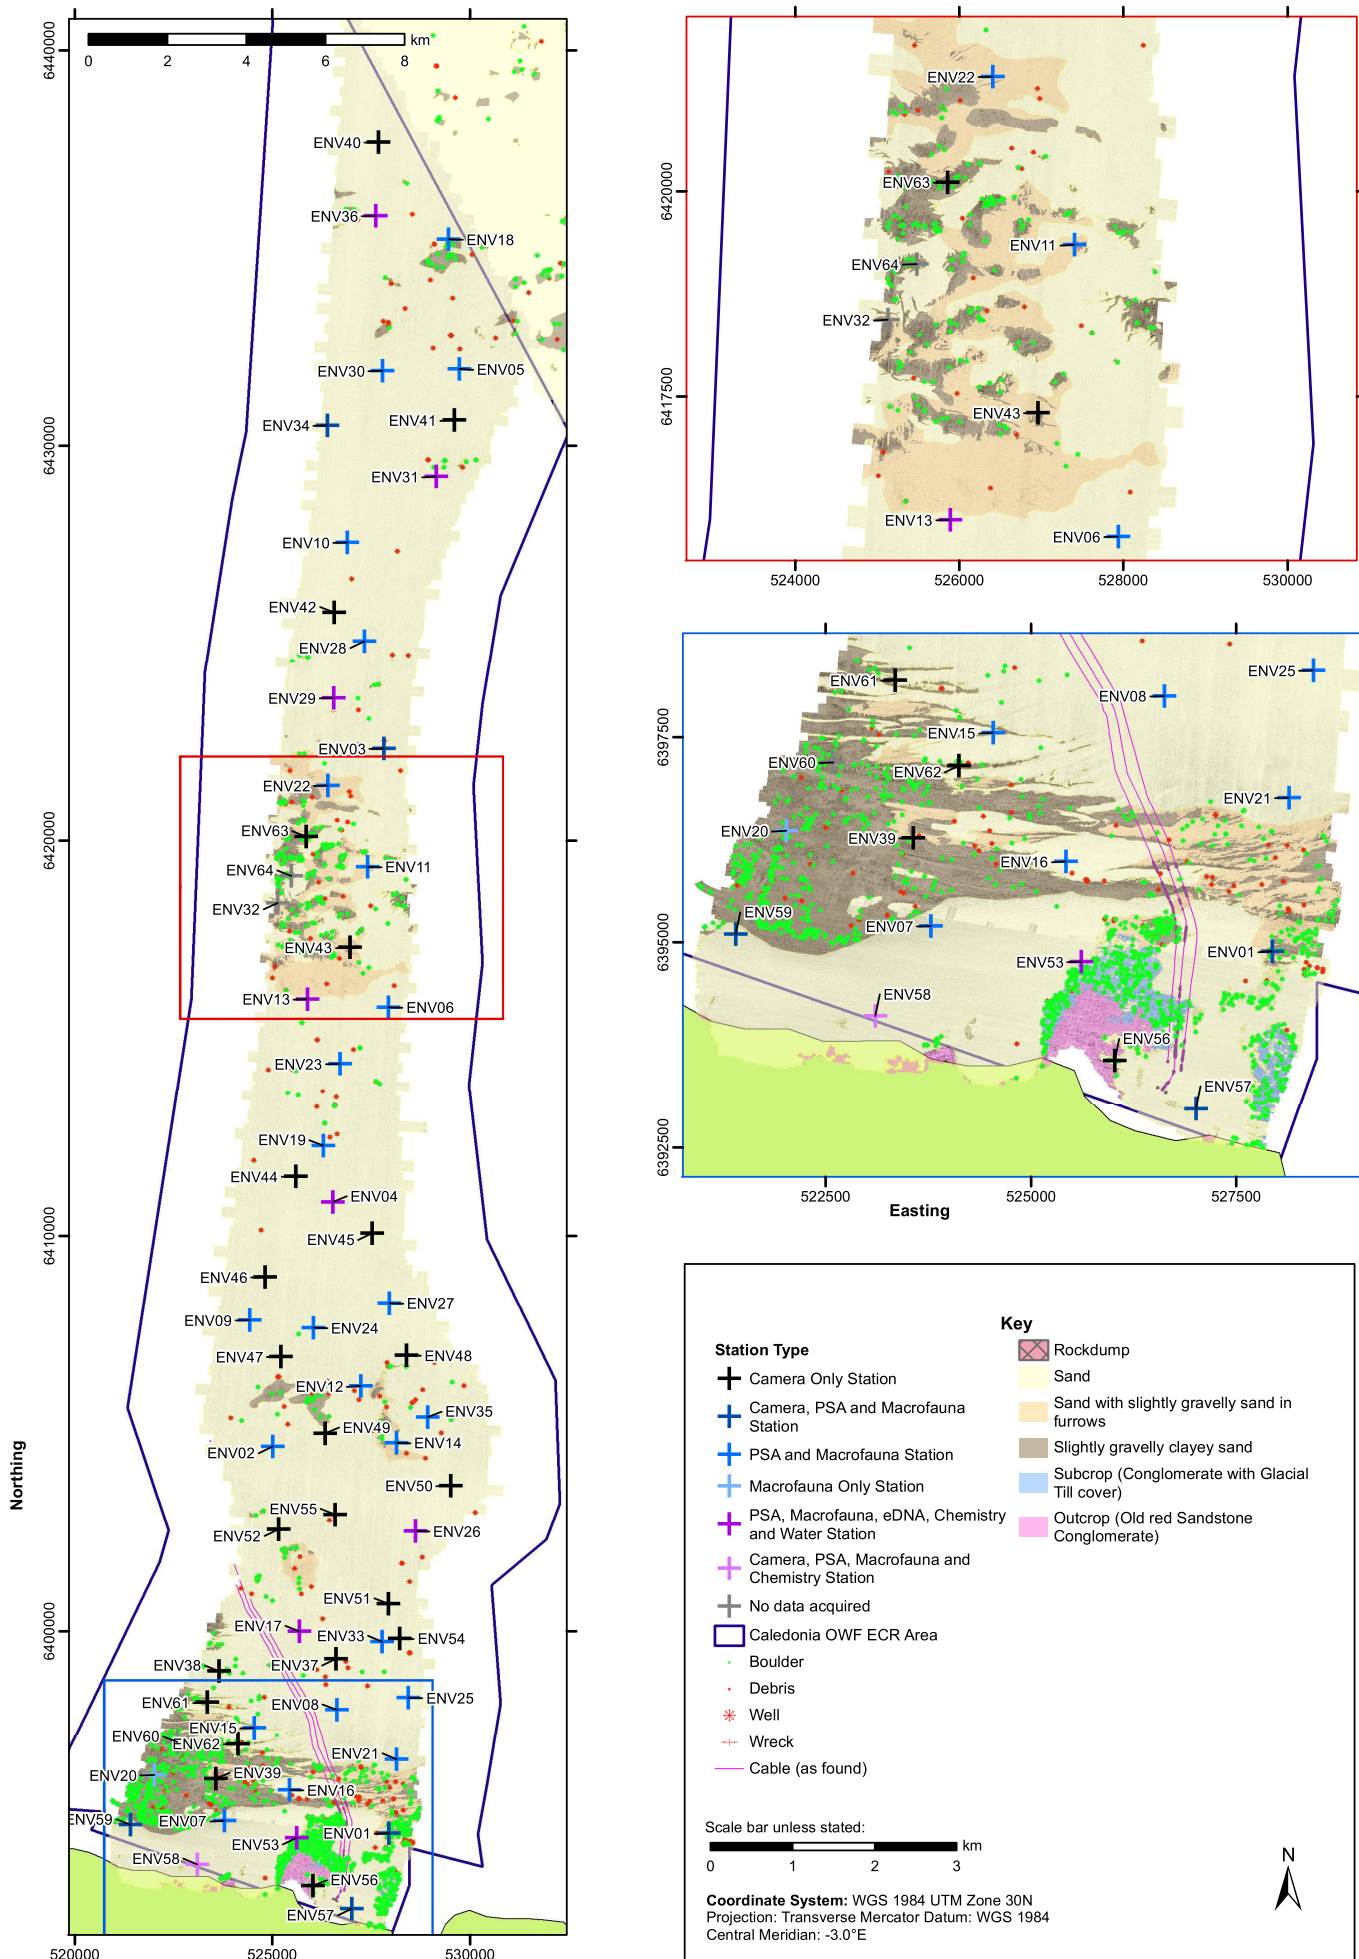 km
0 2 4 6 8
6440000
6430000
6420000
6410000
6400000
Northing
520000 525000 530000
ENV40
ENV36
ENV18
ENV30
ENV05
ENV34
ENV41
ENV31
ENV10
ENV42
ENV28
ENV29
ENV03
ENV22
ENV63
ENV64
ENV11
ENV32
ENV43
ENV13
ENV06
ENV23
ENV19
ENV44
ENV04
ENV45
ENV46
ENV27
ENV09
ENV24
ENV47
ENV48
ENV12
ENV35
ENV49
ENV02
ENV14
ENV50
ENV55
ENV52
ENV26
ENV51
ENV17
ENV33
ENV54
ENV38
ENV37
ENV61
ENV08
ENV25
ENV15
ENV60
ENV62
ENV21
ENV20
ENV39
ENV16
ENV59
ENV07
ENV01
ENV53
ENV58
ENV56
ENV57
ENV22
ENV63
ENV11
ENV64
ENV32
ENV43
ENV13
ENV06
6420000
6417500
524000 526000 528000 530000
ENV61
ENV25
ENV08
ENV15
ENV60
ENV62
ENV21
ENV20
ENV39
ENV16
ENV59
ENV07
ENV01
ENV53
ENV58
ENV56
ENV57
6397500
6395000
6392500
522500 525000 527500
Easting
Key
Station Type
Camera Only Station
Camera, PSA and Macrofauna
Station
PSA and Macrofauna Station
Macrofauna Only Station
PSA, Macrofauna, eDNA, Chemistry
and Water Station
Camera, PSA, Macrofauna and
Chemistry Station
No data acquired
Caledonia OWF ECR Area
Boulder
Debris
Well
Wreck
Cable (as found)
Rockdump
Sand
Sand with slightly gravelly sand in
furrows
Slightly gravelly clayey sand
Subcrop (Conglomerate with Glacial
Till cover)
Outcrop (Old red Sandstone
Conglomerate)
Scale bar unless stated:
km
0 1 2 3
N
Coordinate System: WGS 1984 UTM Zone 30N
Projection: Transverse Mercator Datum: WGS 1984
Central Meridian: -3.0°E